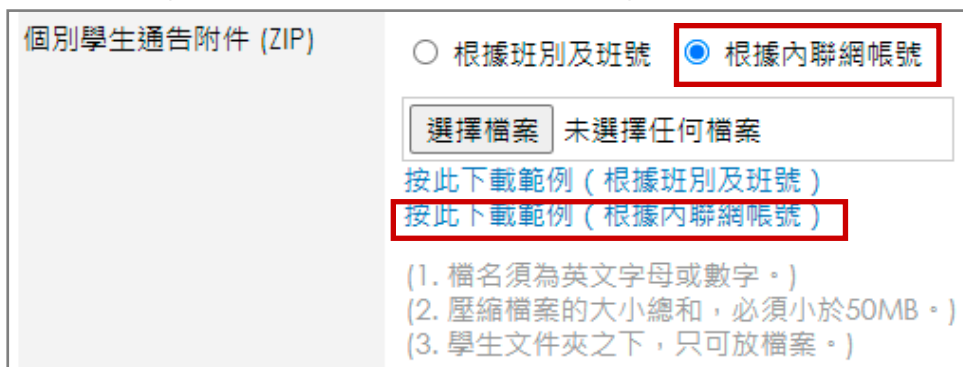 個別學生通告附件 (ZIP)
根據班別及班號 根據內聯網帳號
選擇檔案 未選擇任何檔案
按此下載範例 ( 根據班別及班號 )
按此下載範例 ( 根據內聯網帳號 )
(1. 檔名須為英文字母或數字。)
(2. 壓縮檔案的大小總和，必須小於50MB。)
(3. 學生文件夾之下，只可放檔案。)